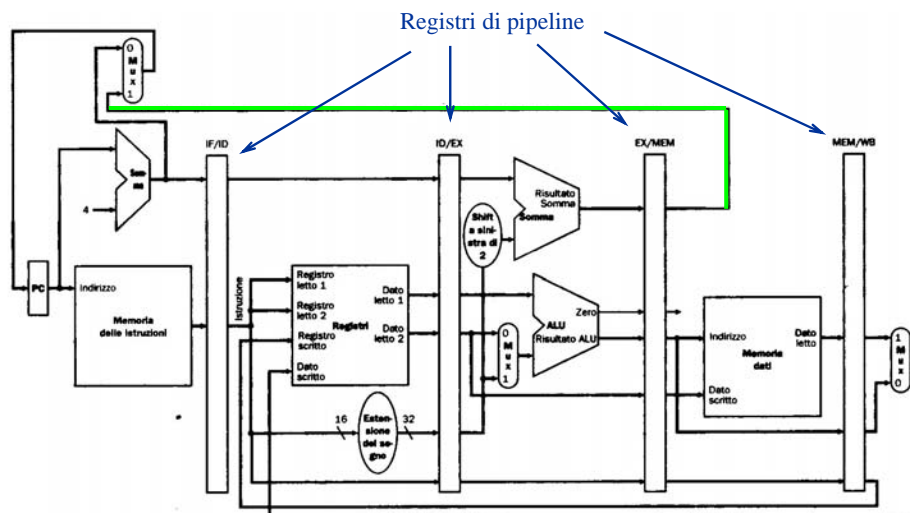 Registri di pipeline
0
M
u
x
1
IF/ID
ID/EX
EX/MEM
MEM/WB
Som-
ma
4
Risultato
Somma
Somma
Shift
a sini-
stra di
2
PC
Indirizzo
Memoria
delle istruzioni
Istruzione
Registro
letto 1
Registro
letto 2
Registro
scritto
Dato
scritto
Registri
Dato
letto 1
Dato
letto 2
0
M
u
x
1
ALU
Zero
Risultato ALU
Indirizzo
Dato
letto
Memoria
dati
Dato
scritto
1
M
u
x
0
16
Esten-
sione
del se-
gno
32